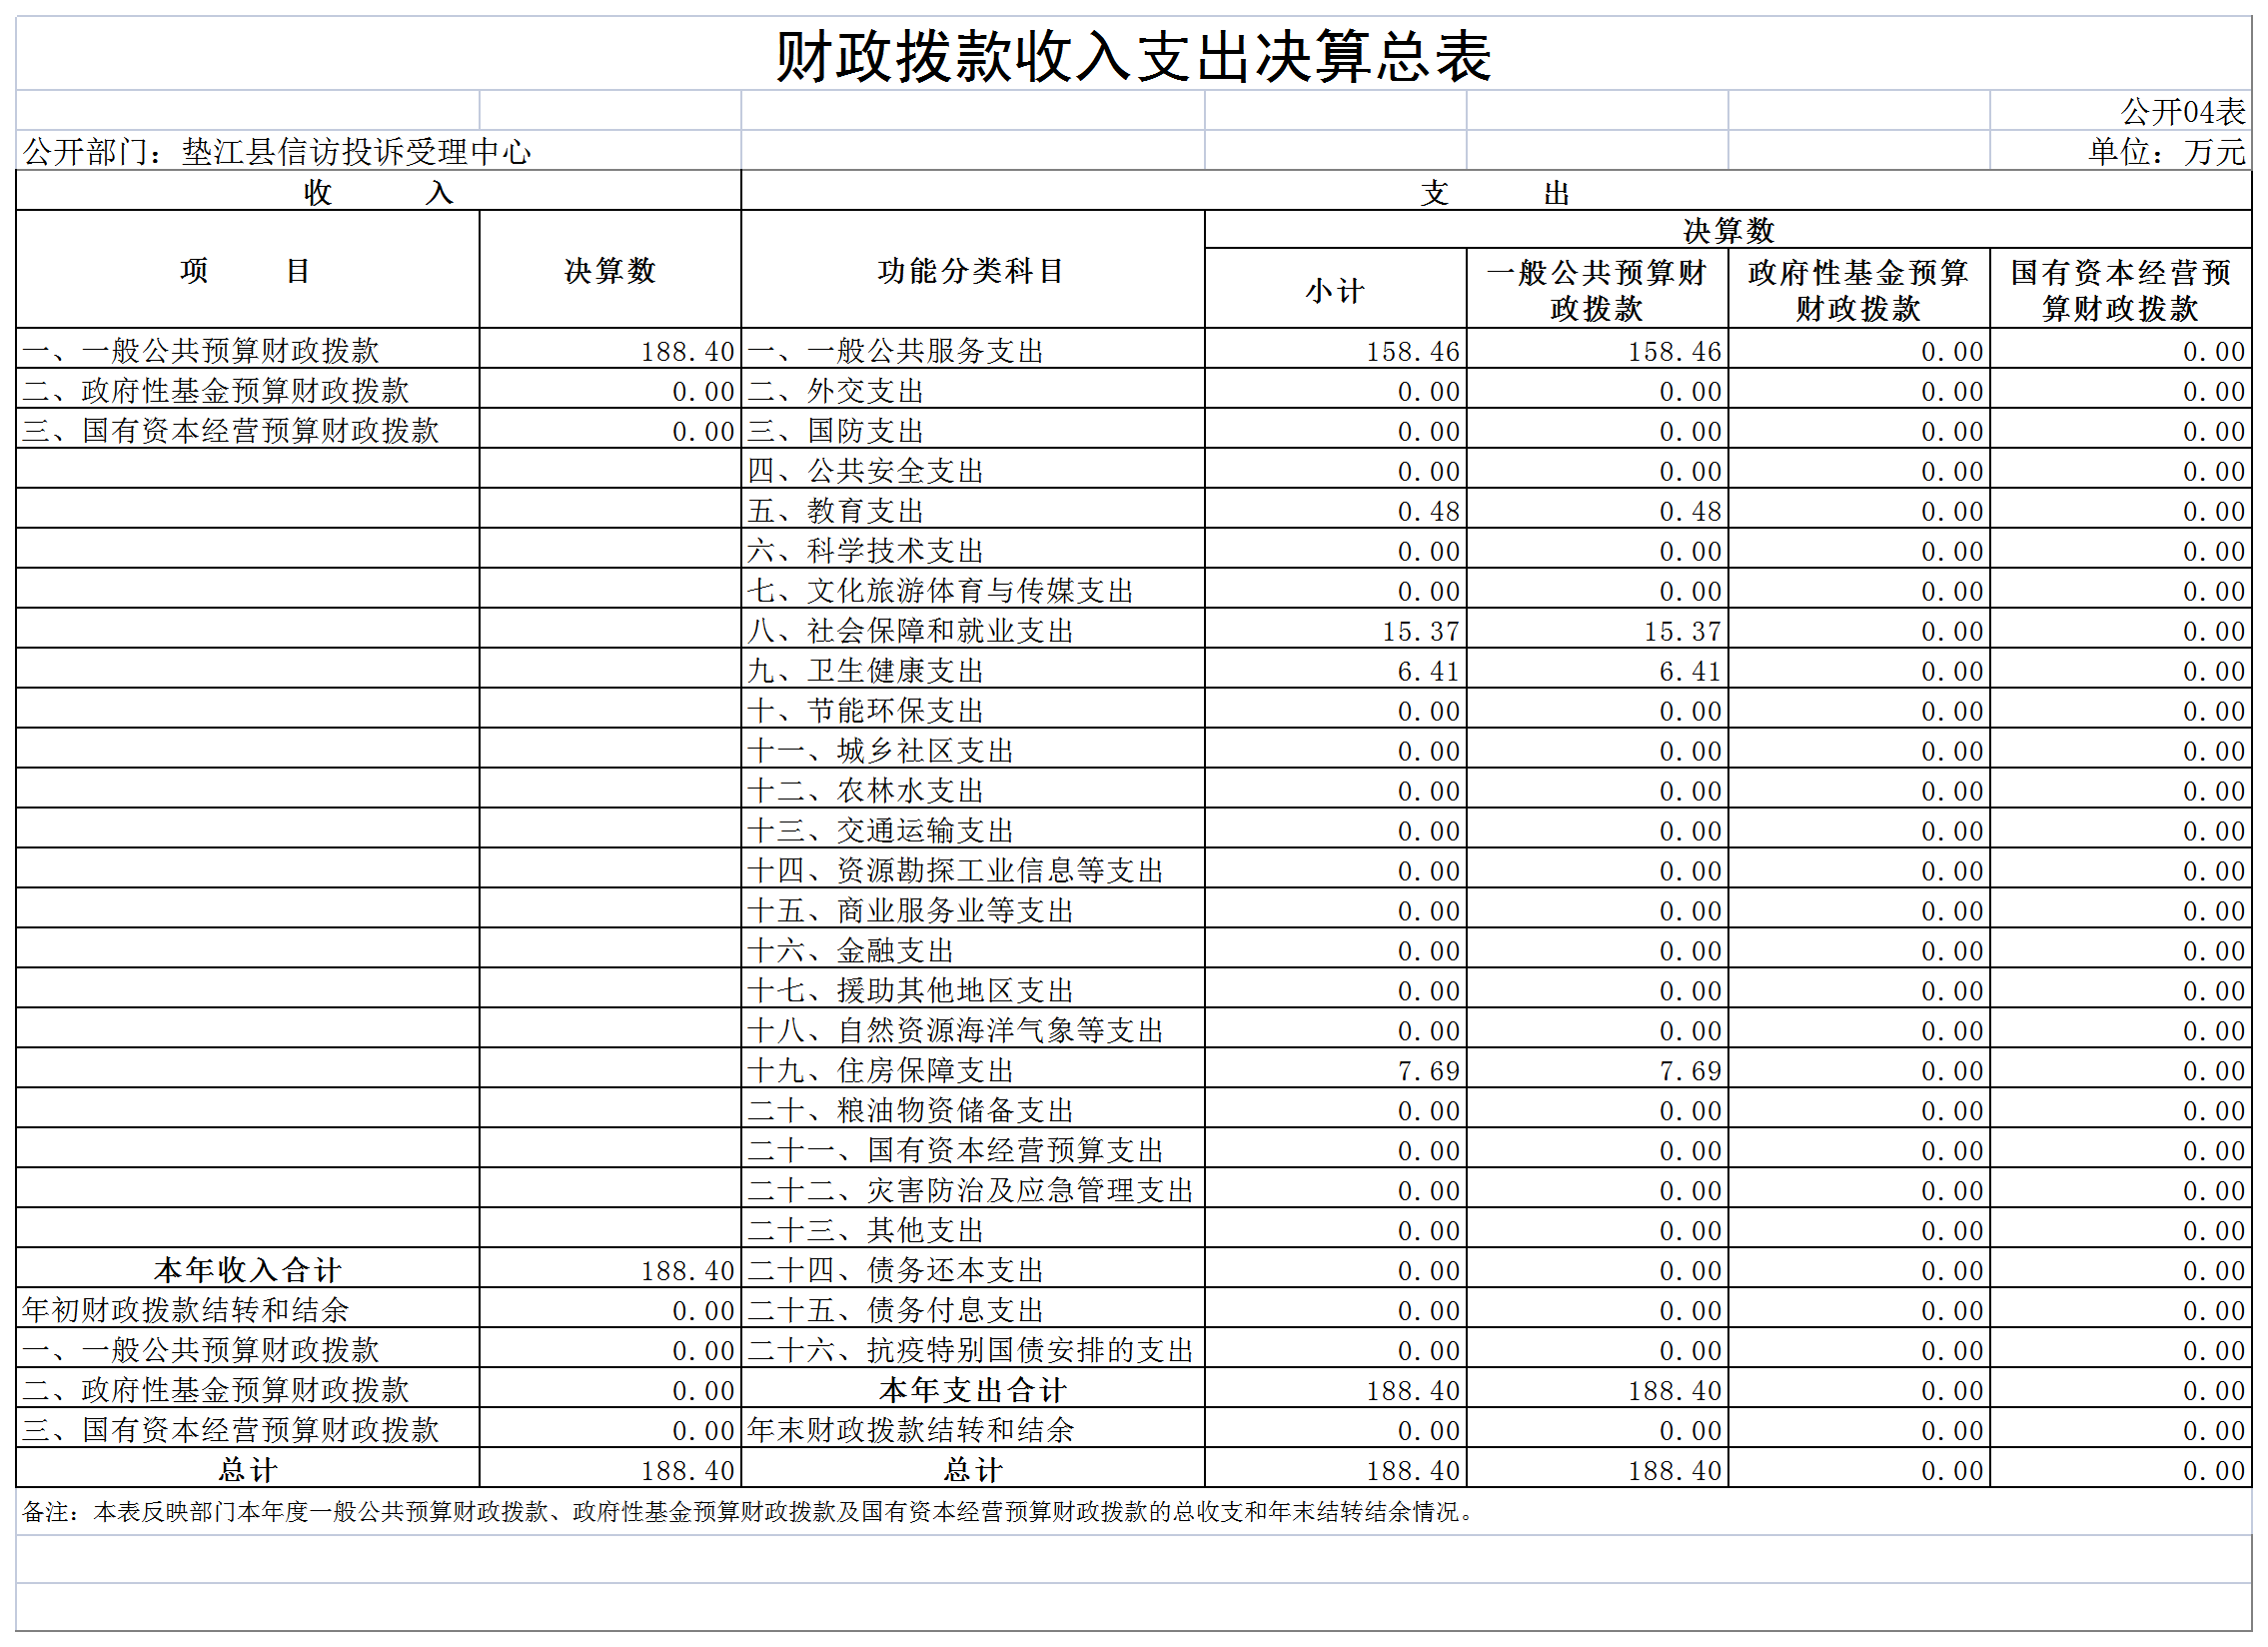 财政拨款收入支出决算总表
公开04表
公开部门：垫江县信访投诉受理中心 单位：万元
收 入 支 出
项 目 决算数 功能分类科目 决算数
小计 一般公共预算财政拨款 政府性基金预算财政拨款 国有资本经营预算财政拨款
一、一般公共预算财政拨款 188.40 一、一般公共服务支出 158.46 158.46 0.00 0.00
二、政府性基金预算财政拨款 0.00 二、外交支出 0.00 0.00 0.00 0.00
三、国有资本经营预算财政拨款 0.00 三、国防支出 0.00 0.00 0.00 0.00
四、公共安全支出 0.00 0.00 0.00 0.00
五、教育支出 0.48 0.48 0.00 0.00
六、科学技术支出 0.00 0.00 0.00 0.00
七、文化旅游体育与传媒支出 0.00 0.00 0.00 0.00
八、社会保障和就业支出 15.37 15.37 0.00 0.00
九、卫生健康支出 6.41 6.41 0.00 0.00
十、节能环保支出 0.00 0.00 0.00 0.00
十一、城乡社区支出 0.00 0.00 0.00 0.00
十二、农林水支出 0.00 0.00 0.00 0.00
十三、交通运输支出 0.00 0.00 0.00 0.00
十四、资源勘探工业信息等支出 0.00 0.00 0.00 0.00
十五、商业服务业等支出 0.00 0.00 0.00 0.00
十六、金融支出 0.00 0.00 0.00 0.00
十七、援助其他地区支出 0.00 0.00 0.00 0.00
十八、自然资源海洋气象等支出 0.00 0.00 0.00 0.00
十九、住房保障支出 7.69 7.69 0.00 0.00
二十、粮油物资储备支出 0.00 0.00 0.00 0.00
二十一、国有资本经营预算支出 0.00 0.00 0.00 0.00
二十二、灾害防治及应急管理支出 0.00 0.00 0.00 0.00
二十三、其他支出 0.00 0.00 0.00 0.00
本年收入合计 188.40 二十四、债务还本支出 0.00 0.00 0.00 0.00
年初财政拨款结转和结余 0.00 二十五、债务付息支出 0.00 0.00 0.00 0.00
一、一般公共预算财政拨款 0.00 二十六、抗疫特别国债安排的支出 0.00 0.00 0.00 0.00
二、政府性基金预算财政拨款 0.00 本年支出合计 188.40 188.40 0.00 0.00
三、国有资本经营预算财政拨款 0.00 年末财政拨款结转和结余 0.00 0.00 0.00 0.00
总计 188.40 总计 188.40 188.40 0.00 0.00
备注：本表反映部门本年度一般公共预算财政拨款、政府性基金预算财政拨款及国有资本经营预算财政拨款的总收支和年末结转结余情况。